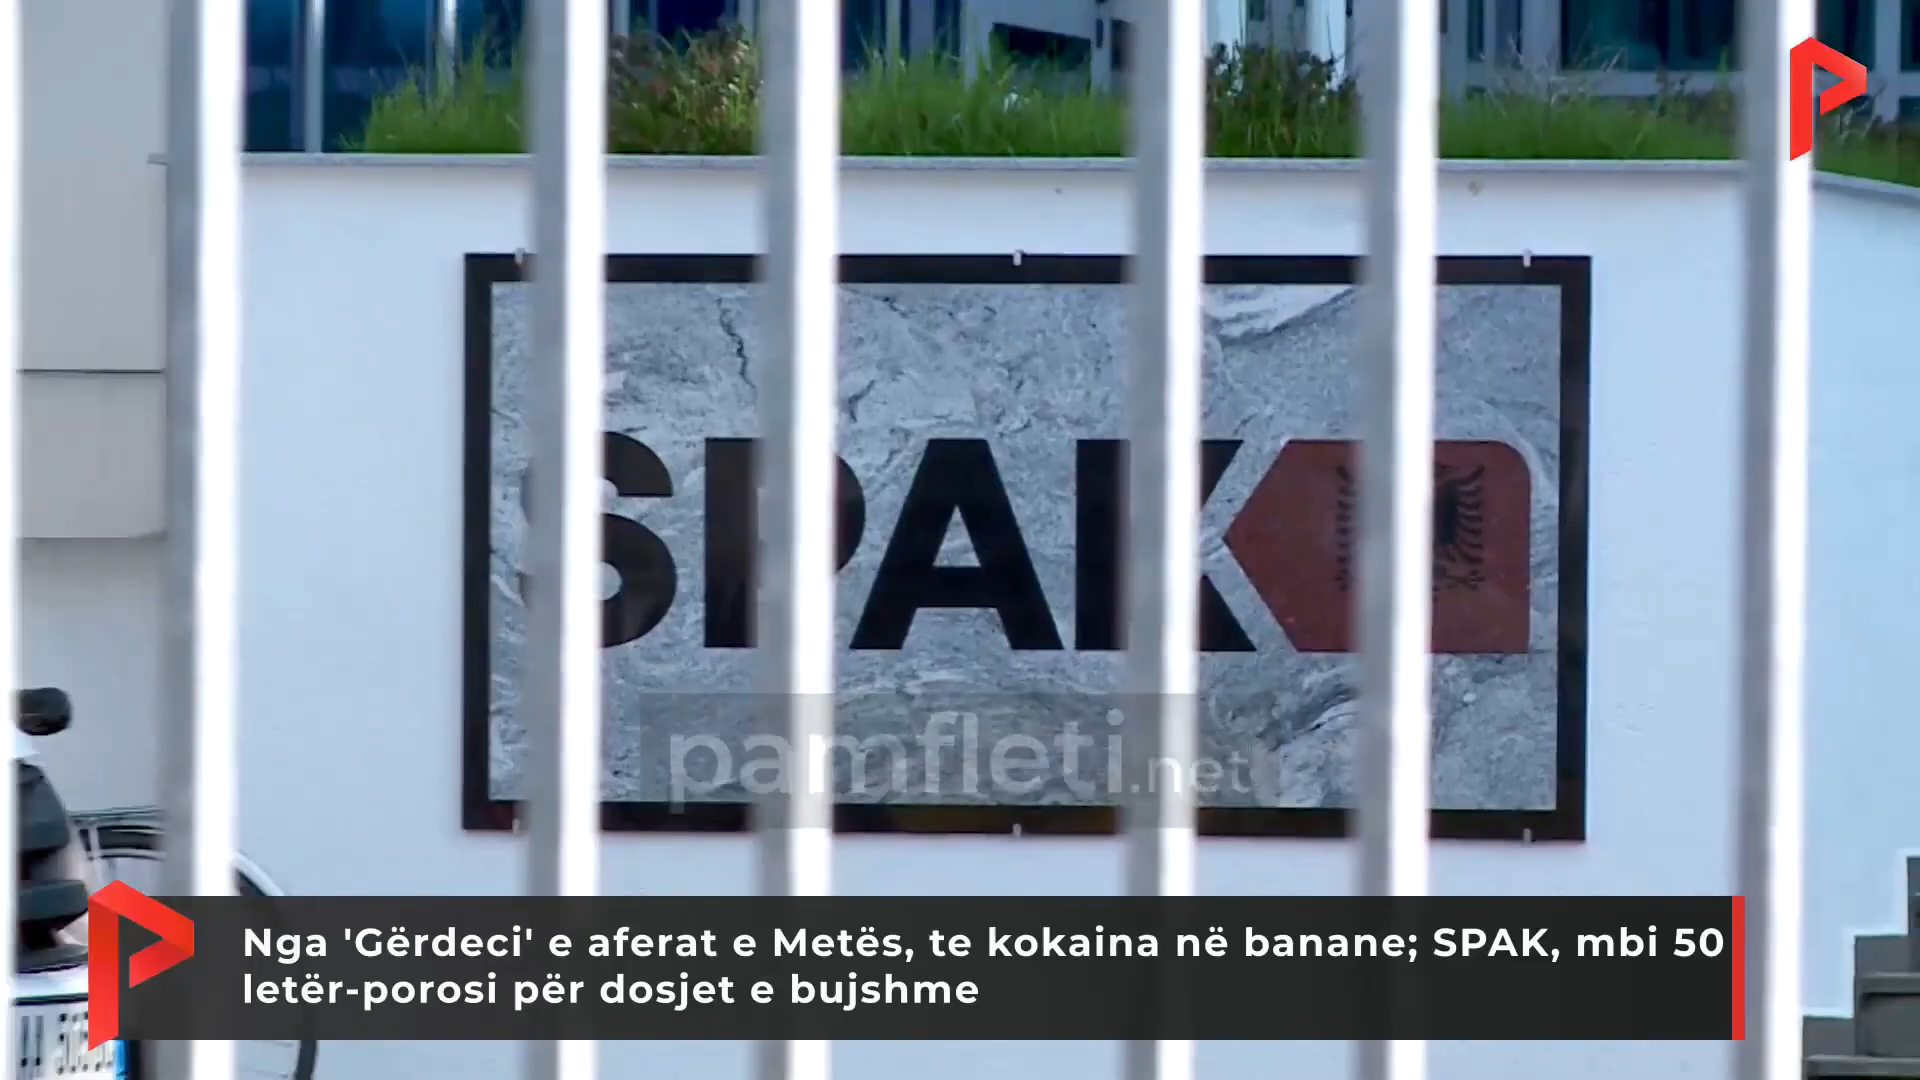 SPAK
pamfleti.net
Nga 'Gërdeci' e aferat e Metës, te kokaina në banane; SPAK, mbi 50
letër-porosi për dosjet e bujshme